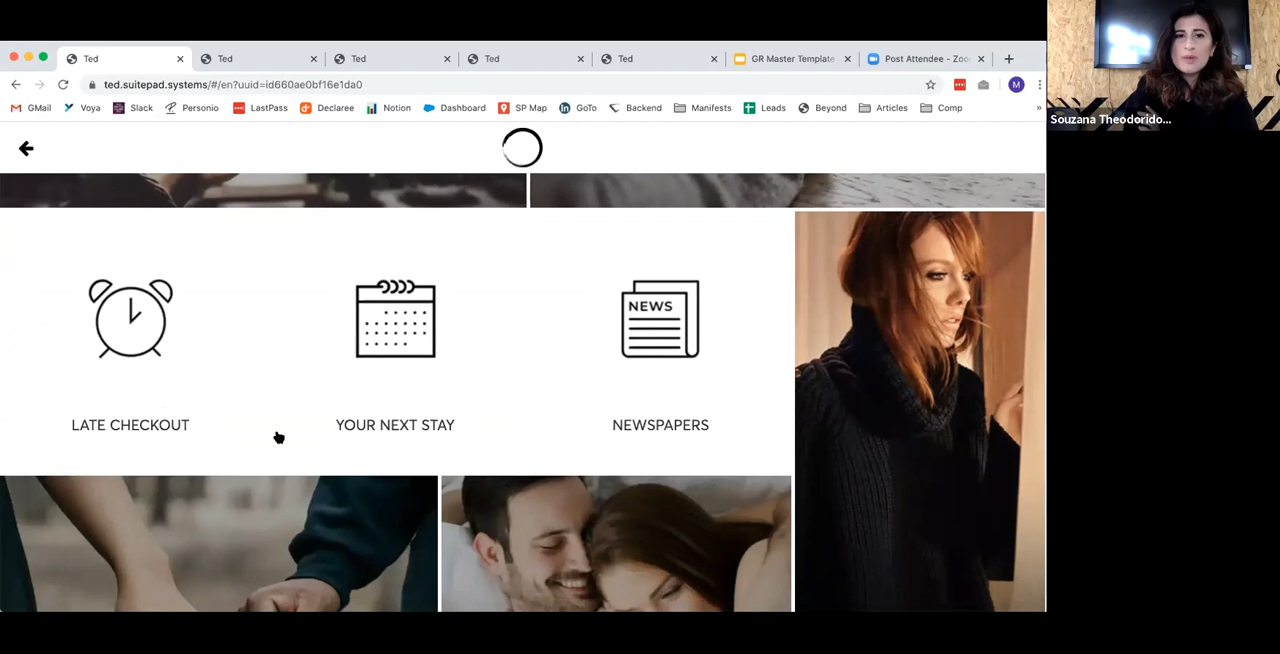 Ted Ted Ted Ted Ted GR Master Template Post Attendee - Zoo
ted.suitepad.systems/#/en?uuid=id660ae0bf16e1da0 M
GMail Voya Slack Personio LastPass Declaree Notion Dashboard SP Map GoTo Backend Manifests Leads Beyond Articles Comp »
Souzana Theodorido...
NEWS
LATE CHECKOUT YOUR NEXT STAY NEWSPAPERS